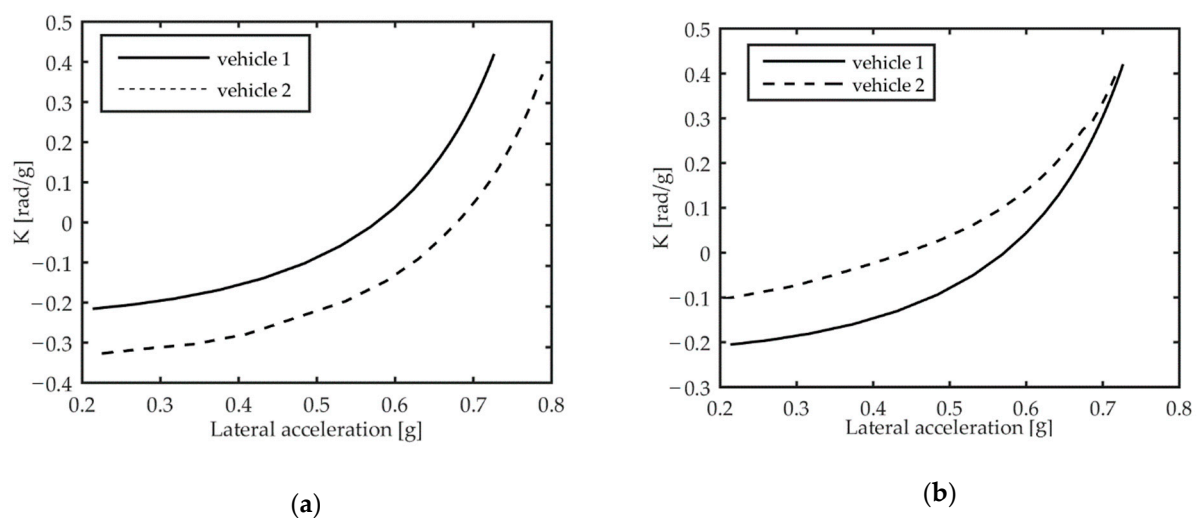 0.5
0.4
0.3
0.2
0.1
0
−0.1
−0.2
−0.3
−0.4
K [rad/g]
vehicle 1
vehicle 2
0.2 0.3 0.4 0.5 0.6 0.7 0.8
Lateral acceleration [g]
(a)
0.5
0.4
0.3
0.2
0.1
0
−0.1
−0.2
−0.3
K [rad/g]
vehicle 1
vehicle 2
0.2 0.3 0.4 0.5 0.6 0.7 0.8
Lateral acceleration [g]
(b)